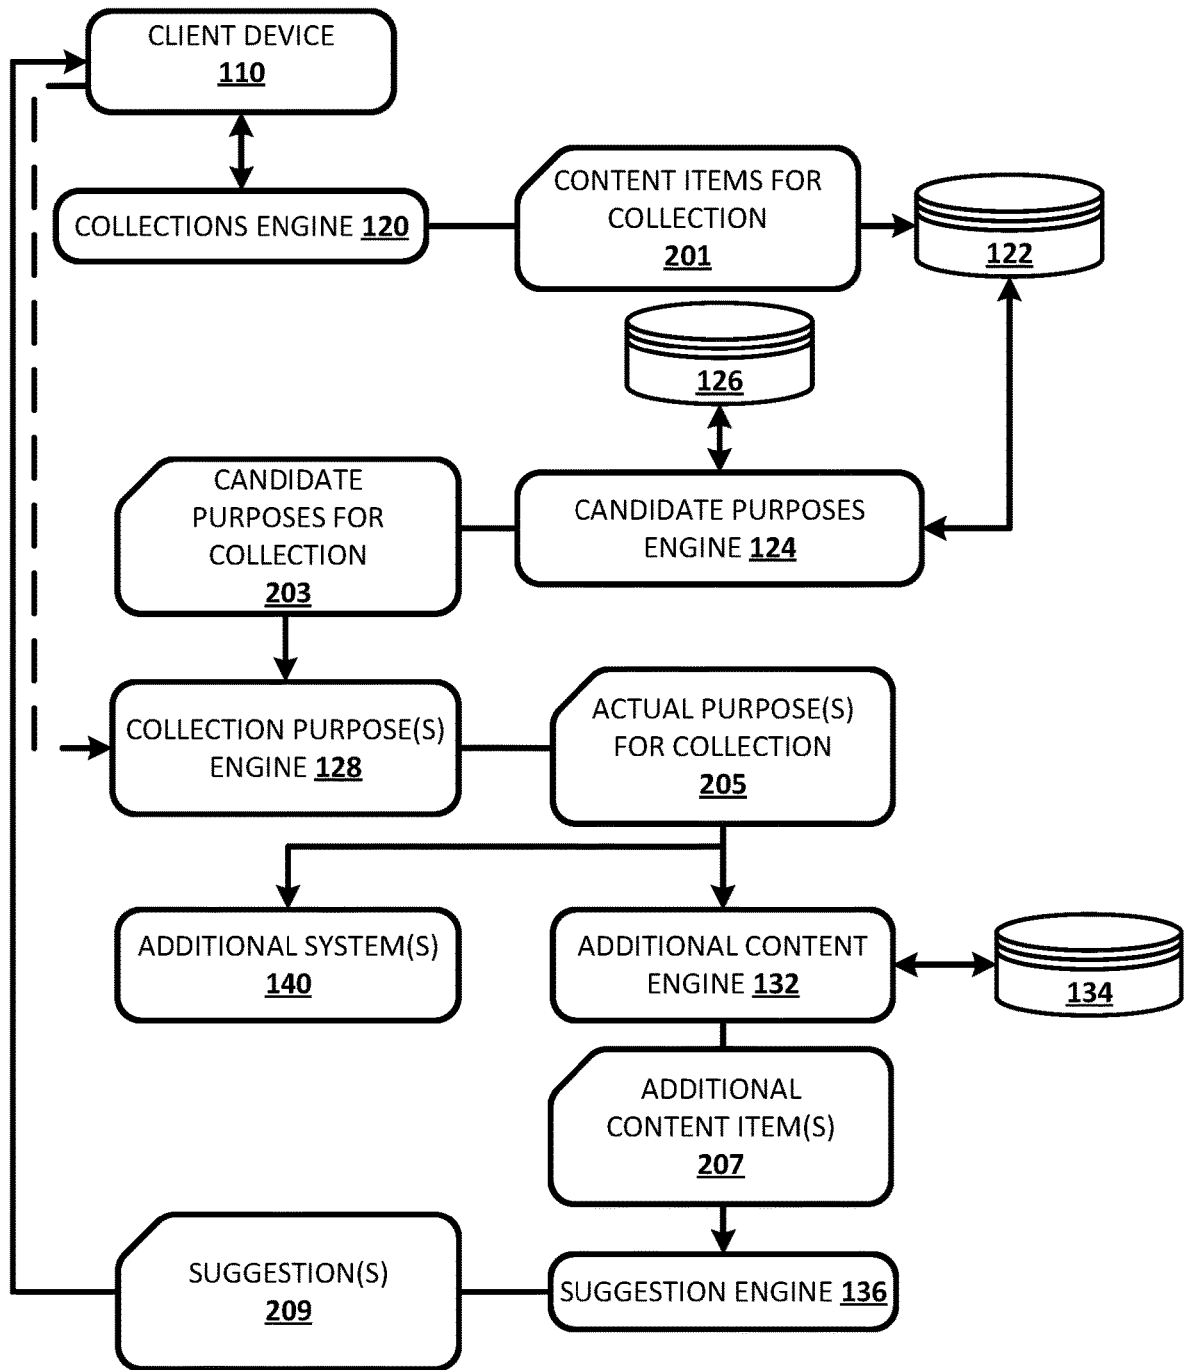 CLIENT DEVICE
110
COLLECTIONS ENGINE 120
CONTENT ITEMS FOR
COLLECTION
201
122
126
CANDIDATE
PURPOSES FOR
COLLECTION
203
CANDIDATE PURPOSES
ENGINE 124
COLLECTION PURPOSE(S)
ENGINE 128
ACTUAL PURPOSE(S)
FOR COLLECTION
205
ADDITIONAL SYSTEM(S)
140
ADDITIONAL CONTENT
ENGINE 132
134
ADDITIONAL
CONTENT ITEM(S)
207
SUGGESTION(S)
209
SUGGESTION ENGINE 136